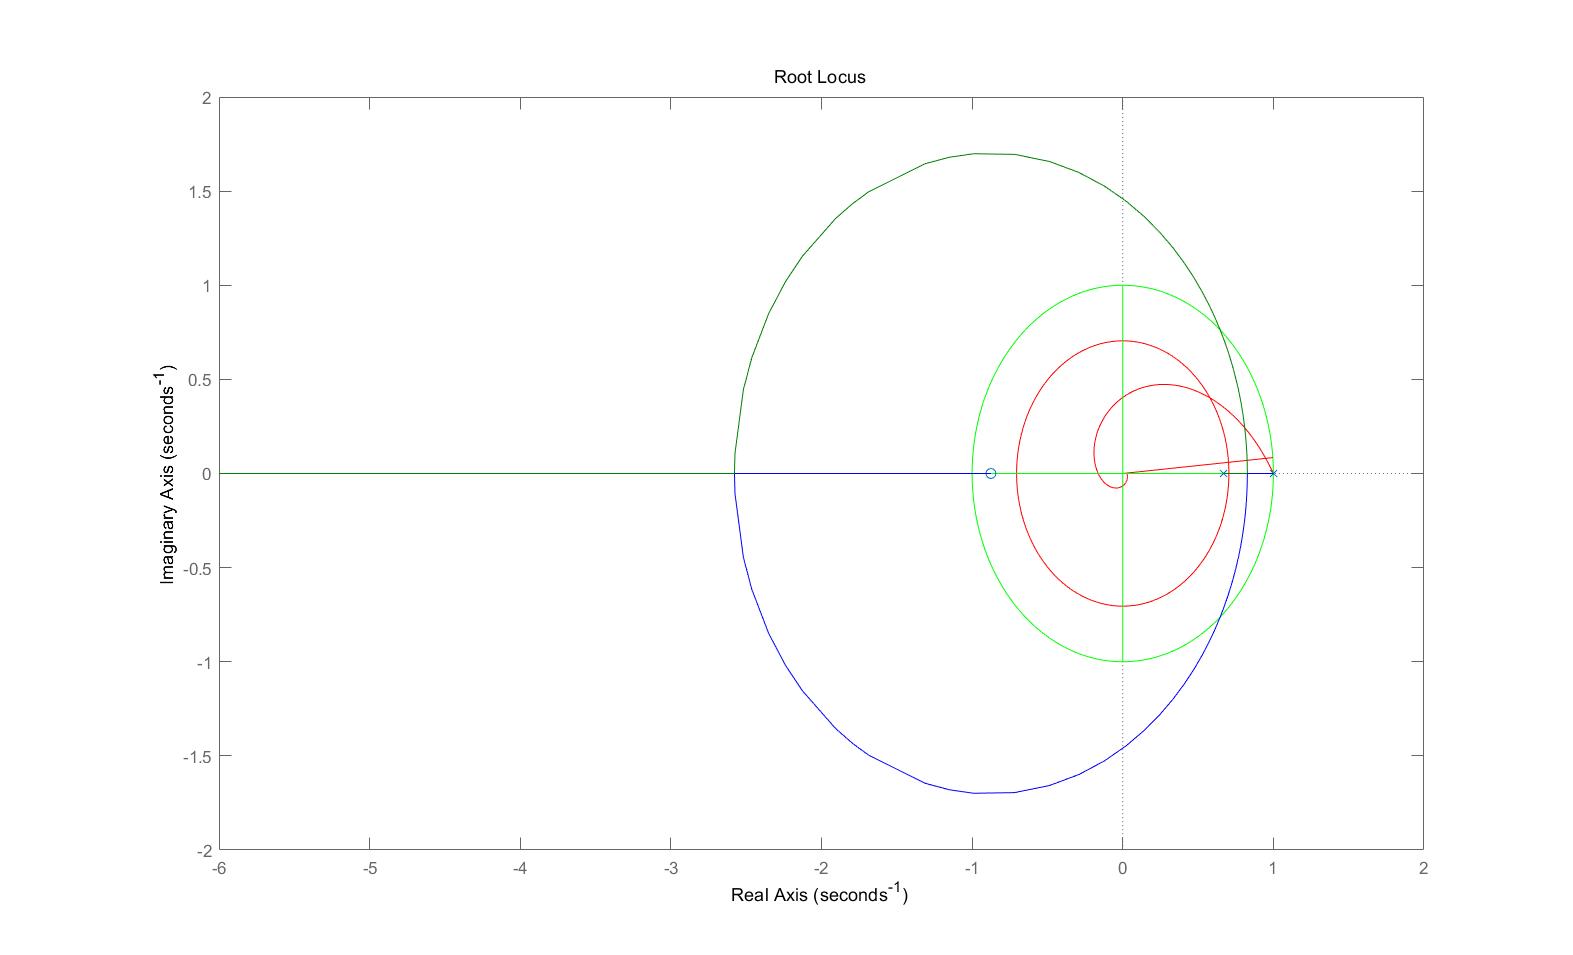 Root Locus
2
1.5
1
0.5
0
-0.5
-1
-1.5
-2
Imaginary Axis (seconds⁻¹)
-6 -5 -4 -3 -2 -1 0 1 2
Real Axis (seconds⁻¹)